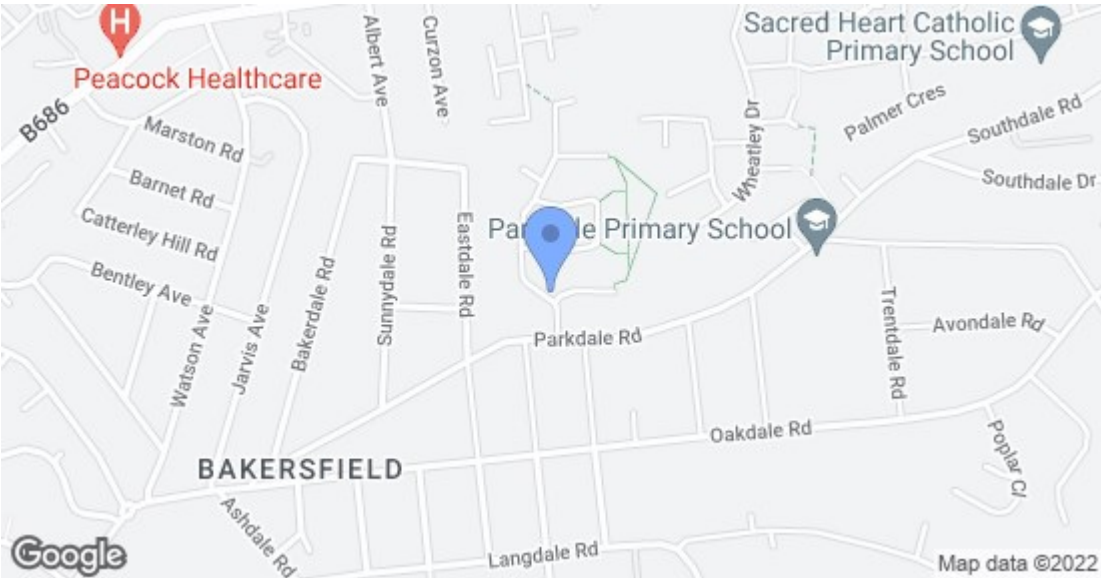 Sacred Heart Catholic
Primary School
Peacock Healthcare
B686
Albert Ave
Curzon Ave
Marston Rd
Barnet Rd
Catterley Hill Rd
Bentley Ave
Watson Ave
Jarvis Ave
Bakerdale Rd
Sunnydale Rd
Eastdale Rd
Wheatley Dr
Palmer Cres
Southdale Rd
Southdale Dr
Primary School
Parkdale Rd
Trentdale Rd
Avondale Rd
Oakdale Rd
Poplar Cl
BAKERSFIELD
Ashdale Rd
Langdale Rd
Google
Map data ©2022
H